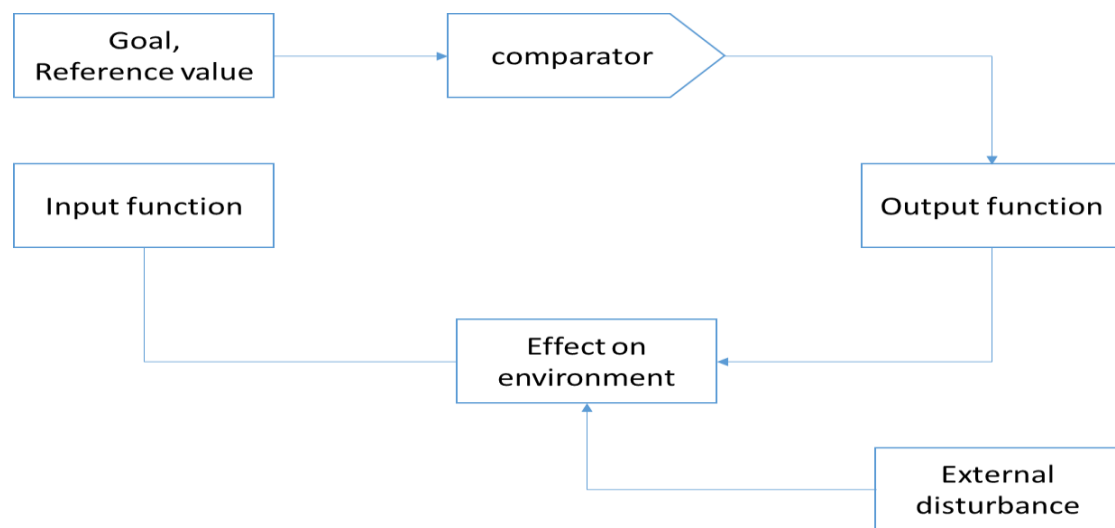 Goal,
Reference value
comparator
Input function
Output function
Effect on
environment
External
disturbance